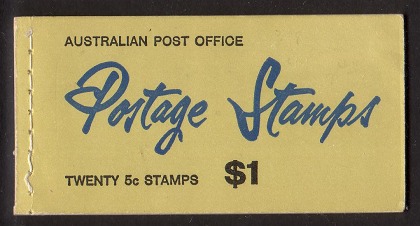 AUSTRALIAN POST OFFICE
Postage Stamps
TWENTY 5c STAMPS $1